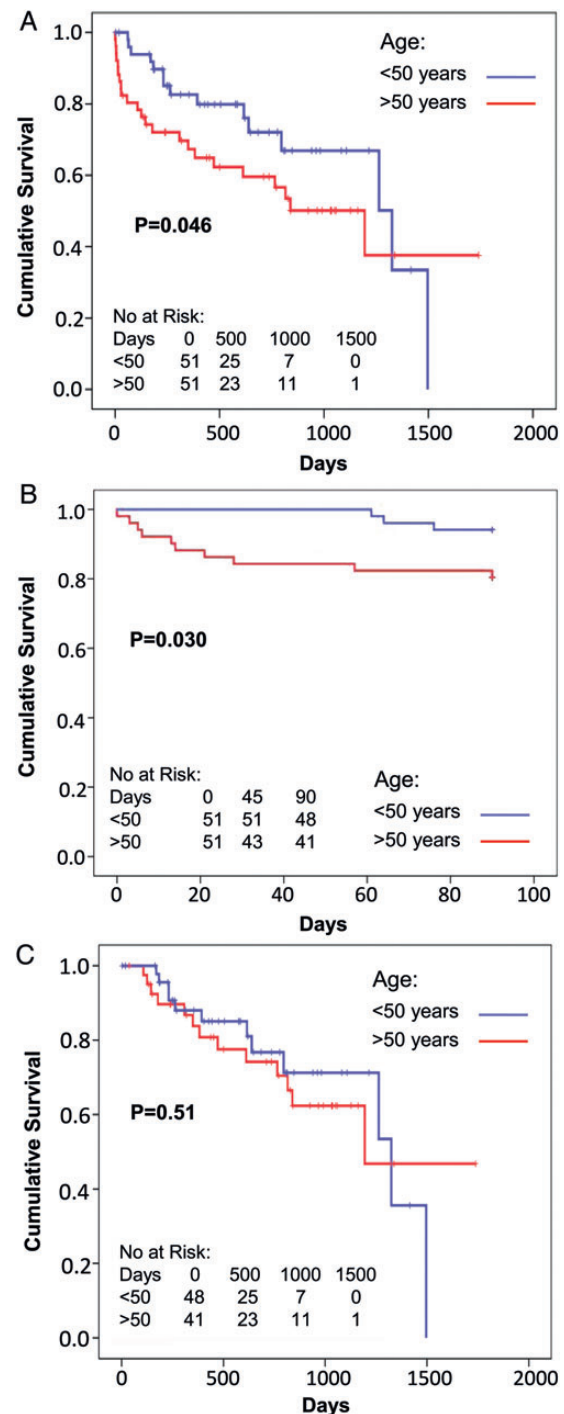 A
Age:
<50 years
>50 years
1.0
0.8
0.6
0.4
0.2
0.0
Cumulative Survival
P=0.046
No at Risk:
Days 0 500 1000 1500
<50 51 25 7 0
>50 51 23 11 1
0 500 1000 1500 2000
Days
B
1.0
0.8
0.6
0.4
0.2
0.0
Cumulative Survival
P=0.030
No at Risk:
Days 0 45 90
<50 51 51 48
>50 51 43 41
Age:
<50 years
>50 years
0 20 40 60 80 100
Days
C
Age:
<50 years
>50 years
1.0
0.8
0.6
0.4
0.2
0.0
Cumulative Survival
P=0.51
No at Risk:
Days 0 500 1000 1500
<50 48 25 7 0
>50 41 23 11 1
0 500 1000 1500 2000
Days